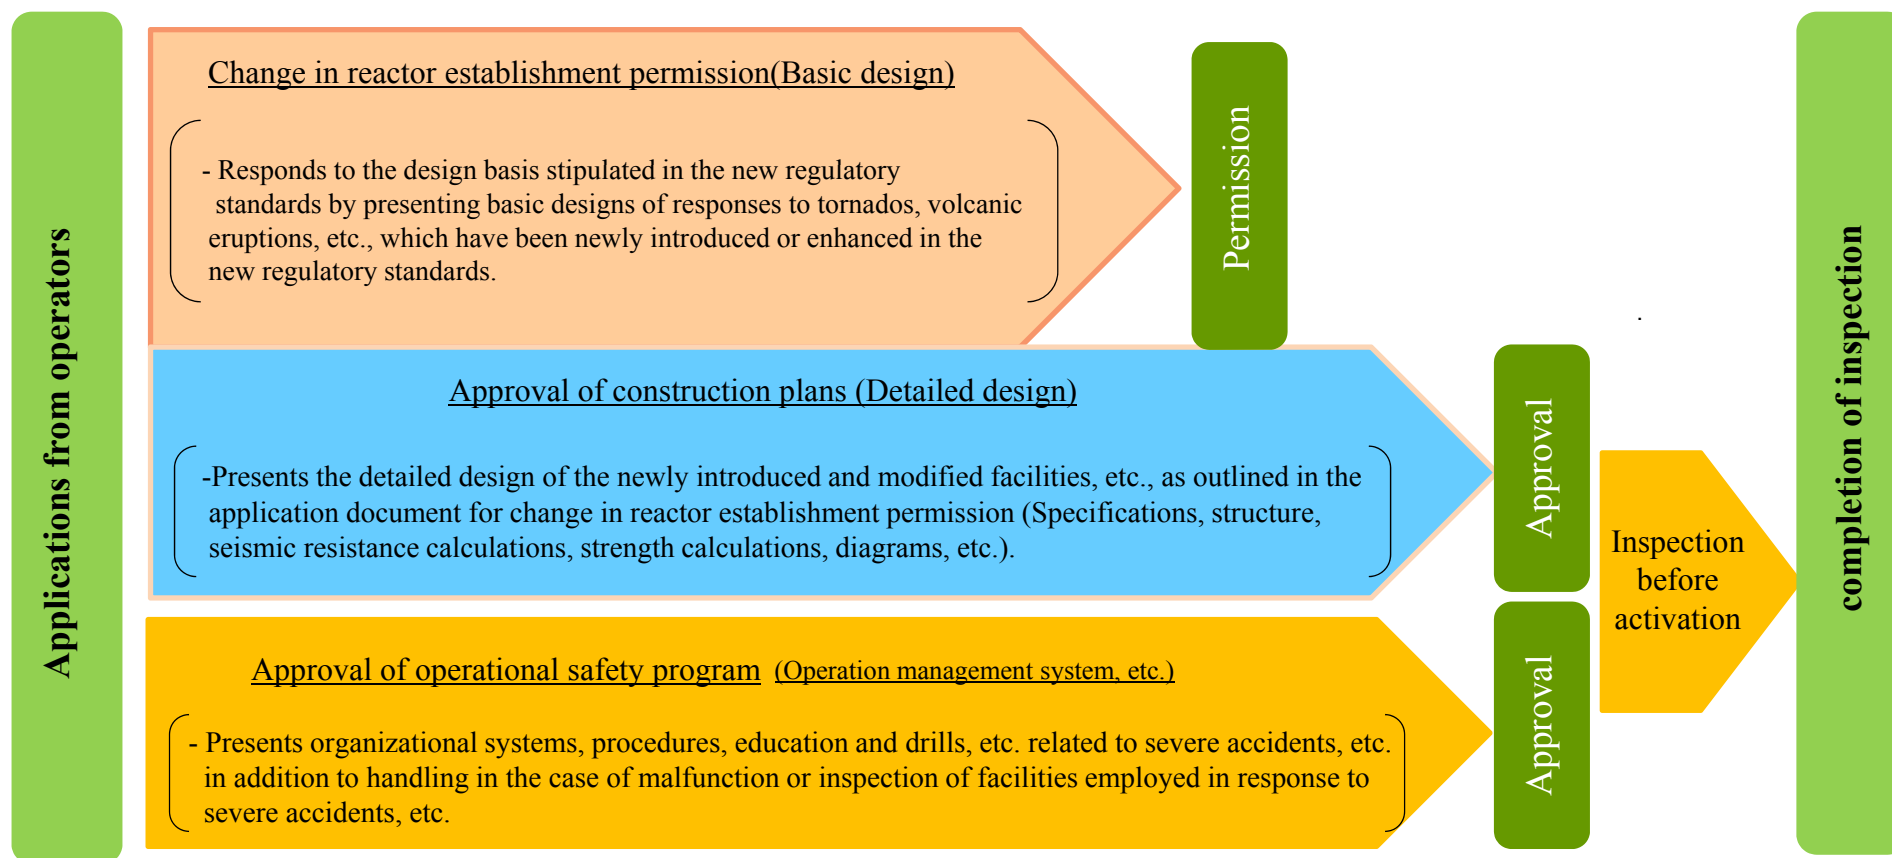 Applications from operators
Change in reactor establishment permission(Basic design)
- Responds to the design basis stipulated in the new regulatory
standards by presenting basic designs of responses to tornados, volcanic
eruptions, etc., which have been newly introduced or enhanced in the
new regulatory standards.
Permission
Approval of construction plans (Detailed design)
-Presents the detailed design of the newly introduced and modified facilities, etc., as outlined in the
application document for change in reactor establishment permission (Specifications, structure,
seismic resistance calculations, strength calculations, diagrams, etc.).
Approval
Approval of operational safety program (Operation management system, etc.)
- Presents organizational systems, procedures, education and drills, etc. related to severe accidents, etc.
in addition to handling in the case of malfunction or inspection of facilities employed in response to
severe accidents, etc.
Approval
Inspection
before
activation
completion of inspection
.